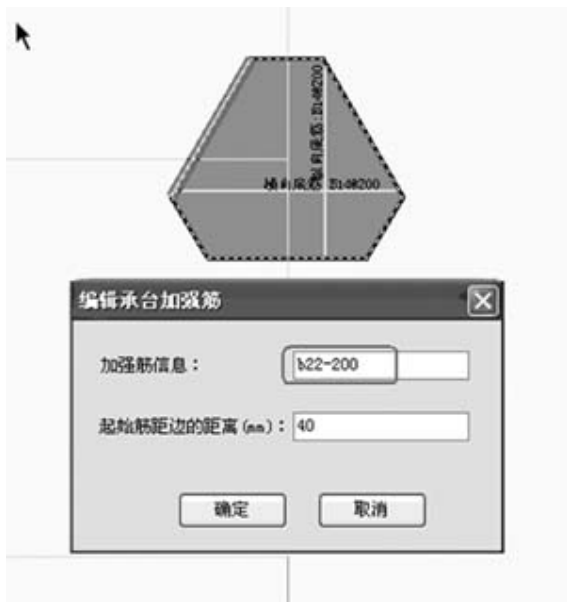 横向底筋:B14@200
纵向底筋:B14@200
编辑承台加强筋
加强筋信息：
b22-200
起始筋距边的距离(mm)：
40
确定
取消